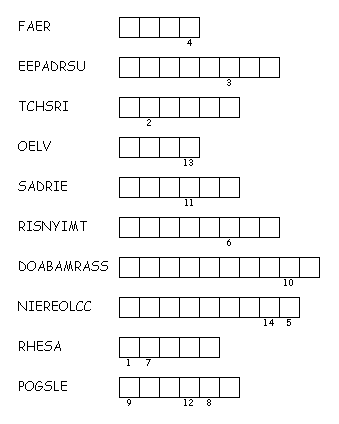 FAER
4
EEPADRSU
3
TCHSRI
2
OELV
13
SADRIE
11
RISNYIMT
6
DOABAMRASS
10
NIEREOLCC
14 5
RHESA
1 7
POGSLE
9 12 8